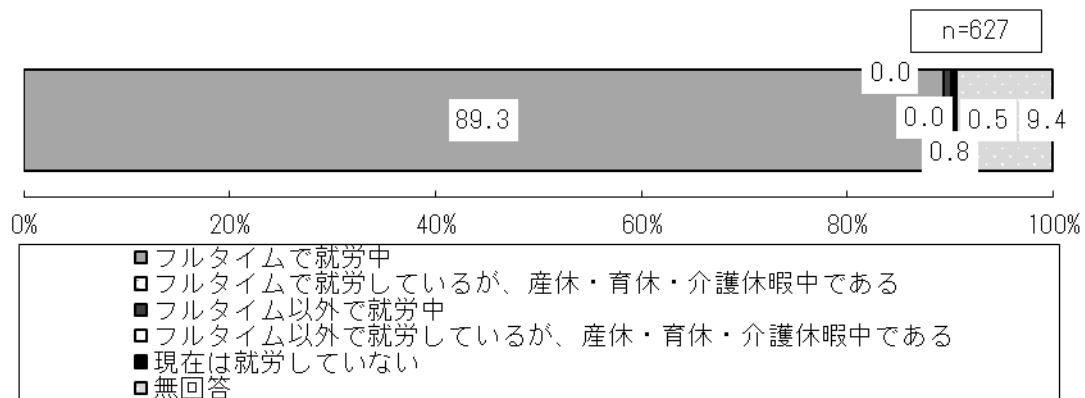 n=627
0.0
89.3
0.0 0.5 9.4
0.8
0% 20% 40% 60% 80% 100%
フルタイムで就労中
フルタイムで就労しているが、産休・育休・介護休暇中である
フルタイム以外で就労中
フルタイム以外で就労しているが、産休・育休・介護休暇中である
現在は就労していない
無回答